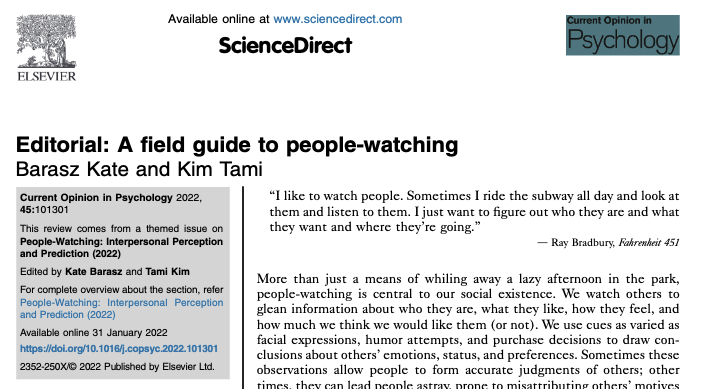 Available online at www.sciencedirect.com
ScienceDirect
Current Opinion in
Psychology
ELSEVIER
Editorial: A field guide to people-watching
Barasz Kate and Kim Tami
Current Opinion in Psychology 2022,
45:101301
This review comes from a themed issue on
People-Watching: Interpersonal Perception
and Prediction (2022)
Edited by Kate Barasz and Tami Kim
For complete overview about the section, refer
People-Watching: Interpersonal Perception
and Prediction (2022)
Available online 31 January 2022
https://doi.org/10.1016/j.copsyc.2022.101301
2352-250X/© 2022 Published by Elsevier Ltd.
“I like to watch people. Sometimes I ride the subway all day and look at
them and listen to them. I just want to figure out who they are and what
they want and where they’re going.”
— Ray Bradbury, Fahrenheit 451
More than just a means of whiling away a lazy afternoon in the park,
people-watching is central to our social existence. We watch others to
glean information about who they are, what they like, how they feel, and
how much we think we would like them (or not). We use cues as varied as
facial expressions, humor attempts, and purchase decisions to draw con-
clusions about others’ emotions, status, and preferences. Sometimes these
observations allow people to form accurate judgments of others; other
times, they can lead people astray, prone to misattributing others’ motives